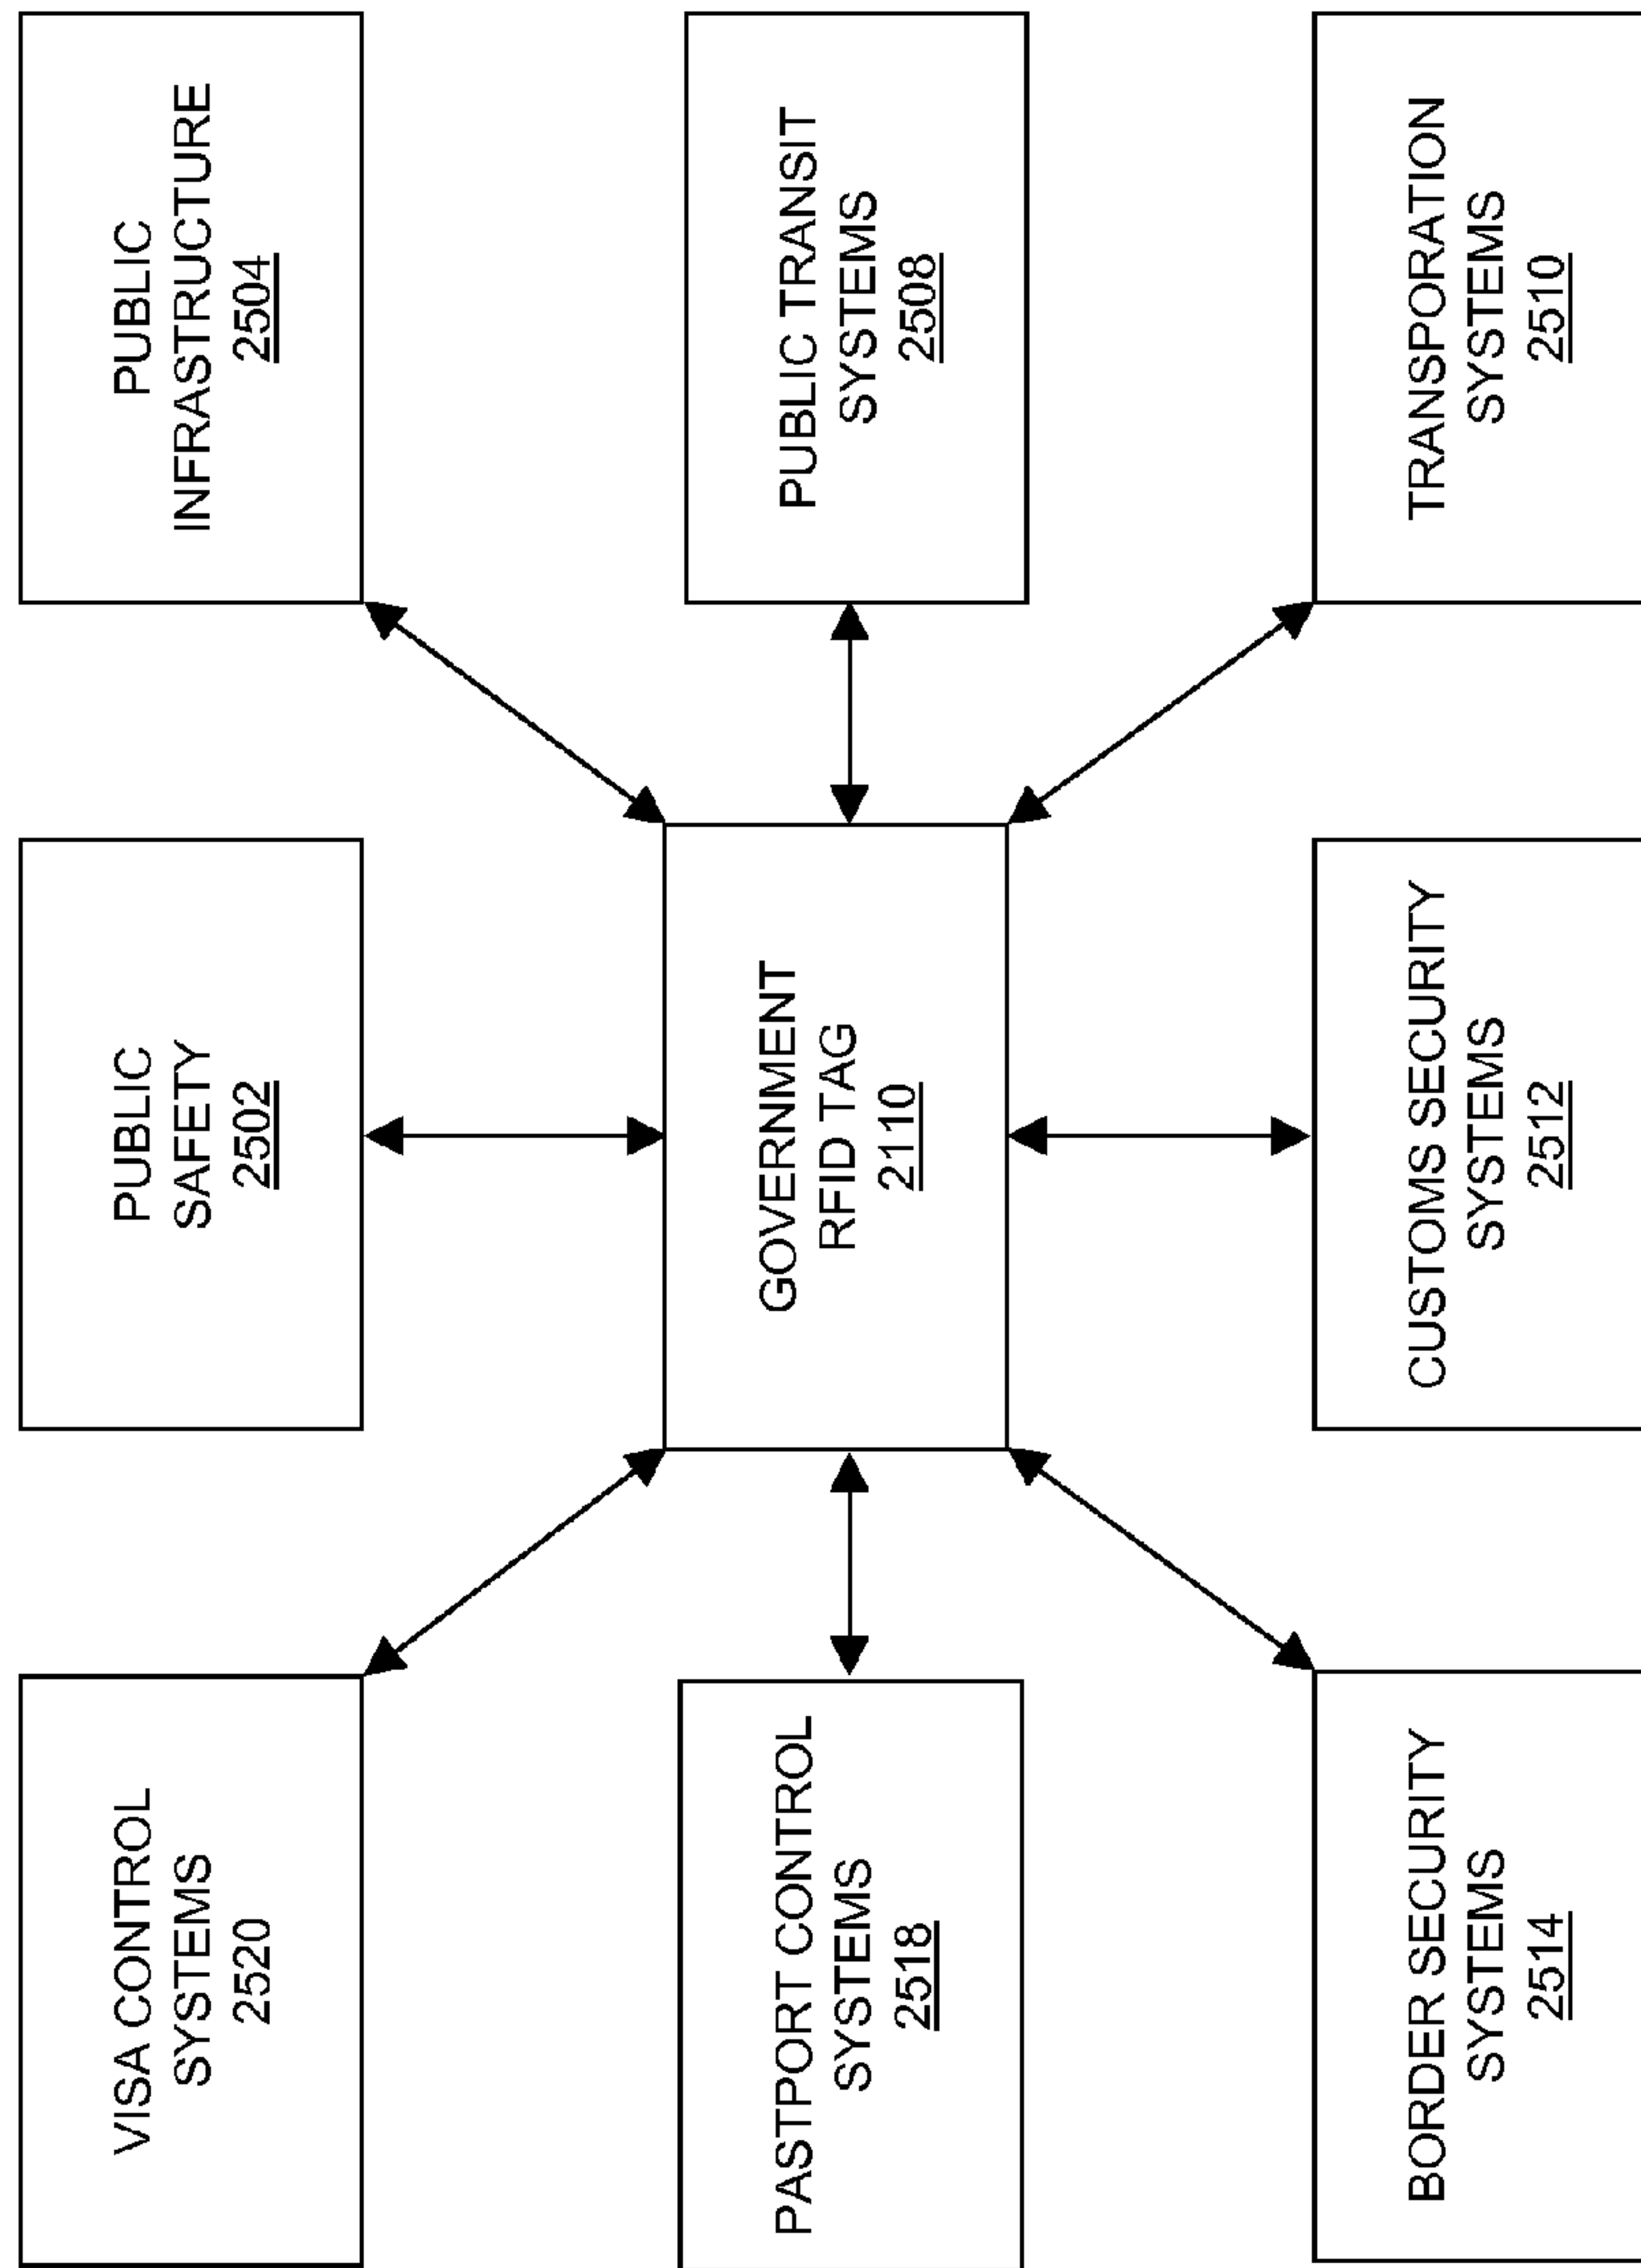 VISA CONTROL
SYSTEMS
2520
PUBLIC
SAFETY
2502
PUBLIC
INFRASTRUCTURE
2504
PASTPORT CONTROL
SYSTEMS
2518
GOVERNMENT
RFID TAG
2110
PUBLIC TRANSIT
SYSTEMS
2508
BORDER SECURITY
SYSTEMS
2514
CUSTOMS SECURITY
SYSTEMS
2512
TRANSPORATION
SYSTEMS
2510